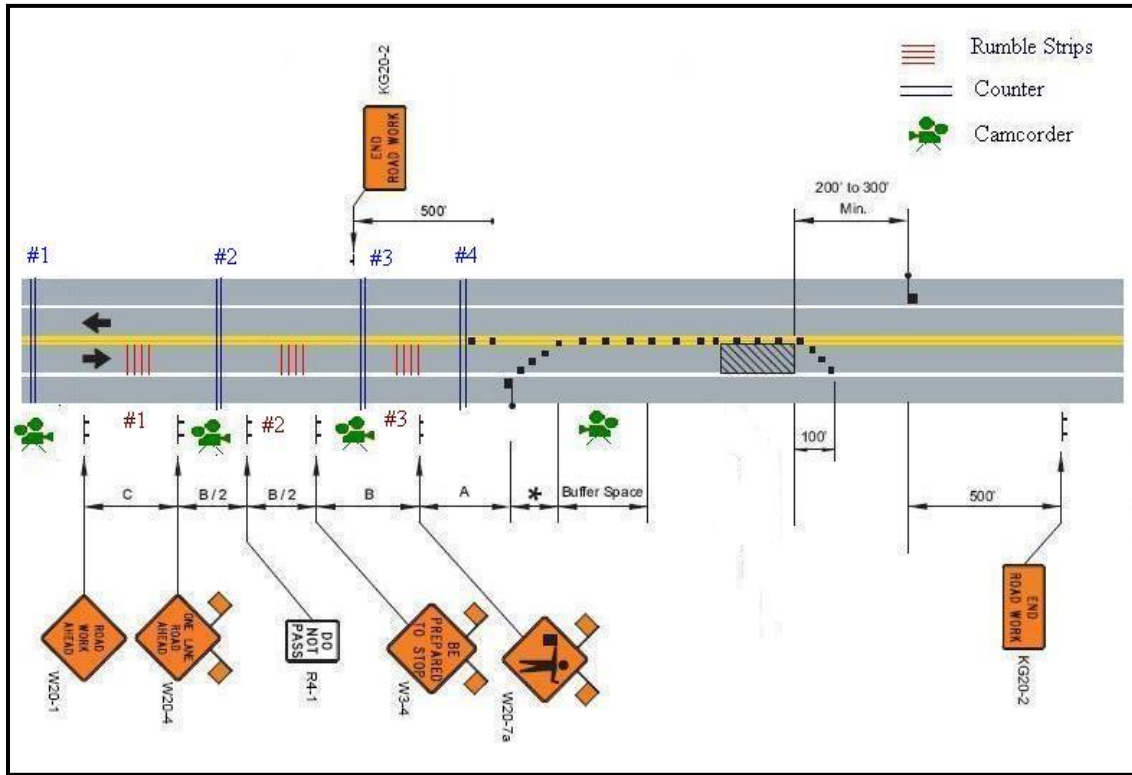 KG20-2
END
ROAD WORK
Rumble Strips
Counter
Camcorder
200' to 300'
Min.
500'
#1
#2
#3
#4
#1
#2
#3
100'
C
B / 2
B / 2
B
A
*
Buffer Space
500'
ROAD
WORK
AHEAD
W20-1
ONE LANE
ROAD
AHEAD
W20-4
DO
NOT
PASS
R4-1
BE
PREPARED
TO STOP
W3-4
W20-7a
END
ROAD WORK
KG20-2